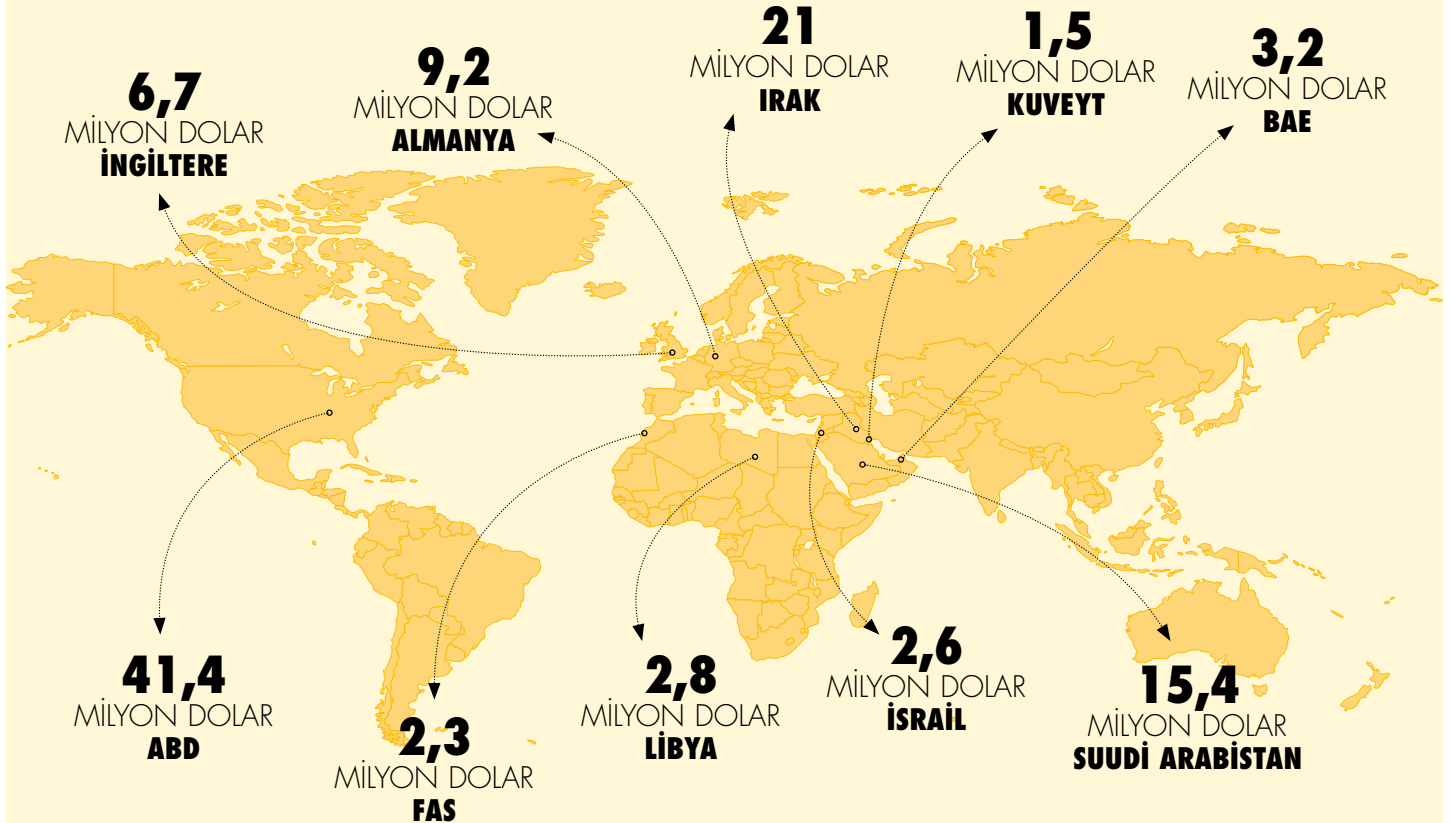 6,7
MİLYON DOLAR
İNGİLTERE
9,2
MİLYON DOLAR
ALMANYA
21
MİLYON DOLAR
IRAK
1,5
MİLYON DOLAR
KUVEYT
3,2
MİLYON DOLAR
BAE
41,4
MİLYON DOLAR
ABD
2,3
MİLYON DOLAR
FAS
2,8
MİLYON DOLAR
LİBYA
2,6
MİLYON DOLAR
İSRAİL
15,4
MİLYON DOLAR
SUUDİ ARABİSTAN